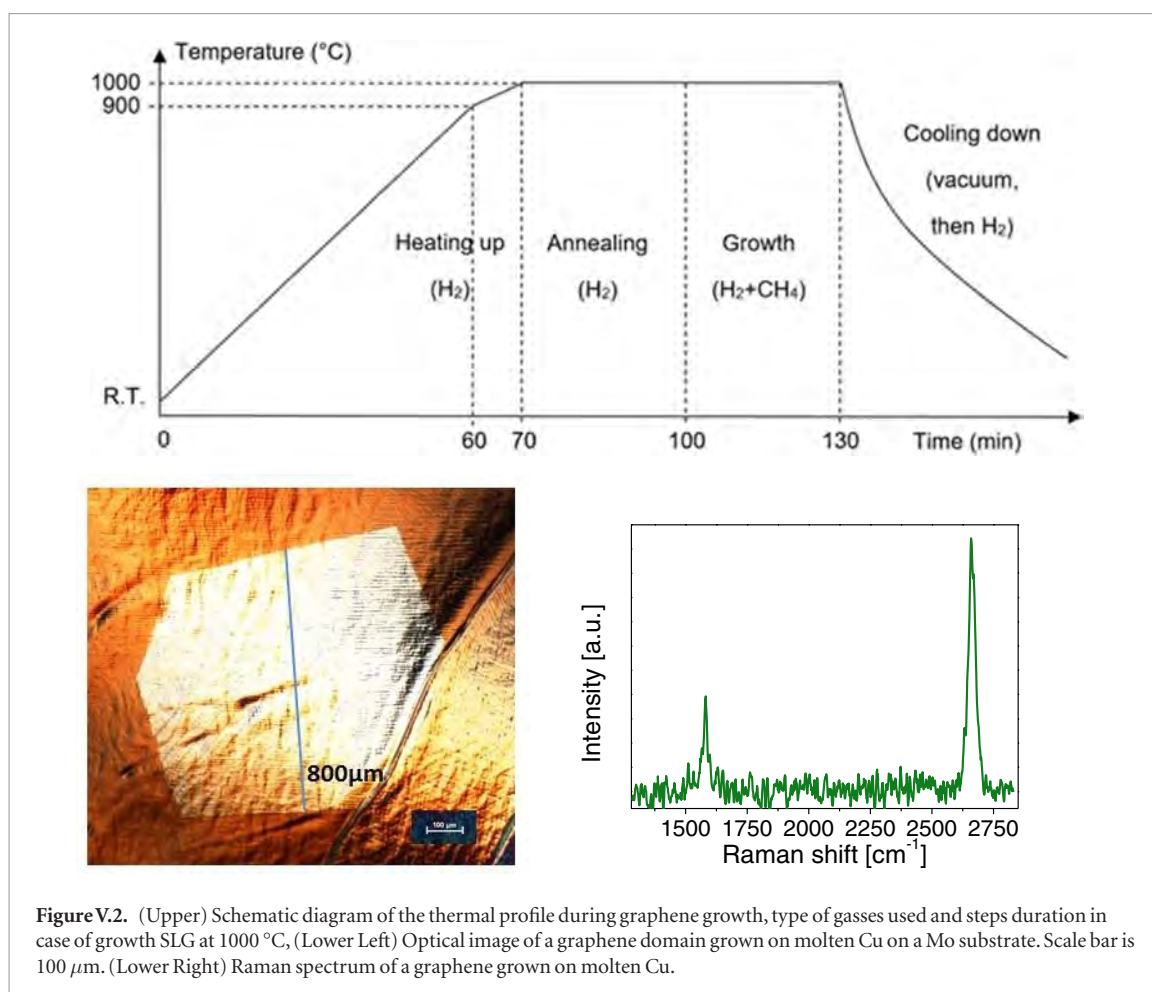 Temperature (°C)
1000
900
Cooling down
(vacuum,
then H₂)
Heating up
(H₂)
Annealing
(H₂)
Growth
(H₂+CH₄)
R.T.
0
60
70
100
130
Time (min)
800μm
100 μm
Intensity [a.u.]
1500 1750 2000 2250 2500 2750
Raman shift [cm⁻¹]
Figure V.2. (Upper) Schematic diagram of the thermal profile during graphene growth, type of gasses used and steps duration in
case of growth SLG at 1000 °C, (Lower Left) Optical image of a graphene domain grown on molten Cu on a Mo substrate. Scale bar is
100 μm. (Lower Right) Raman spectrum of a graphene grown on molten Cu.